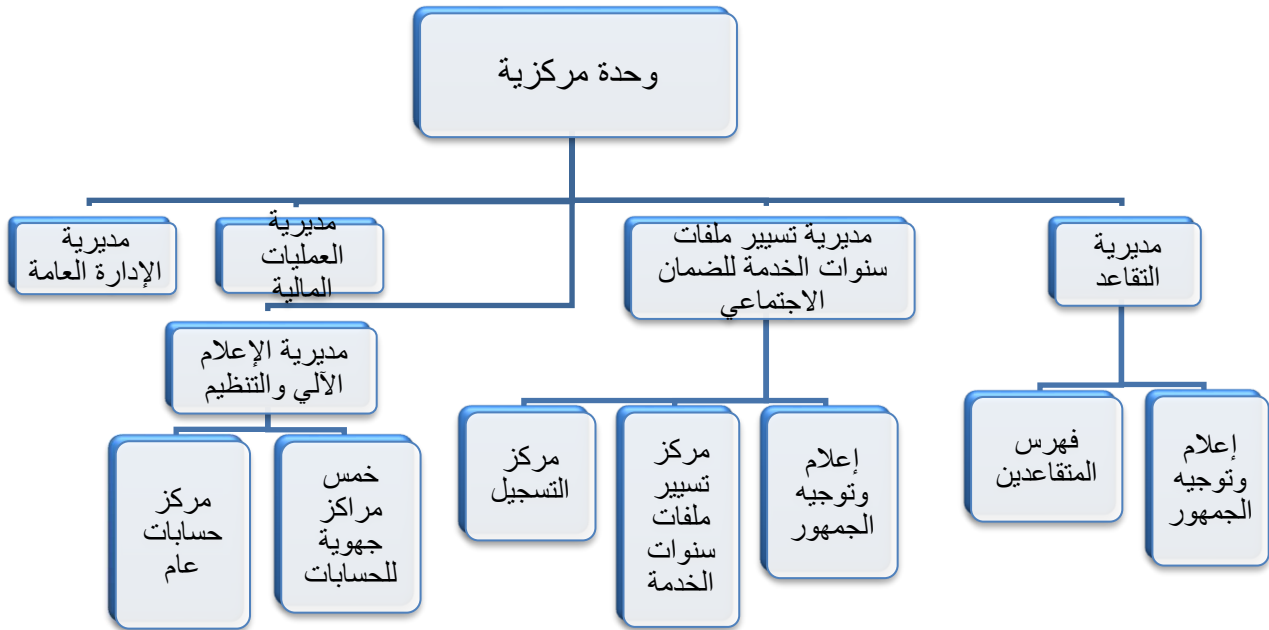 وحدة مركزية
مديرية
التقاعد
مديرية تسيير ملفات
سنوات الخدمة للضمان
الاجتماعي
مديرية
العمليات
المالية
مديرية
الإدارة العامة
مديرية الإعلام
الآلي والتنظيم
إعلام
وتوجيه
الجمهور
فهرس
المتقاعدين
إعلام
وتوجيه
الجمهور
مركز
تسيير
ملفات
سنوات
الخدمة
مركز
التسجيل
خمس
مراكز
جهوية
للحسابات
مركز
حسابات
عام